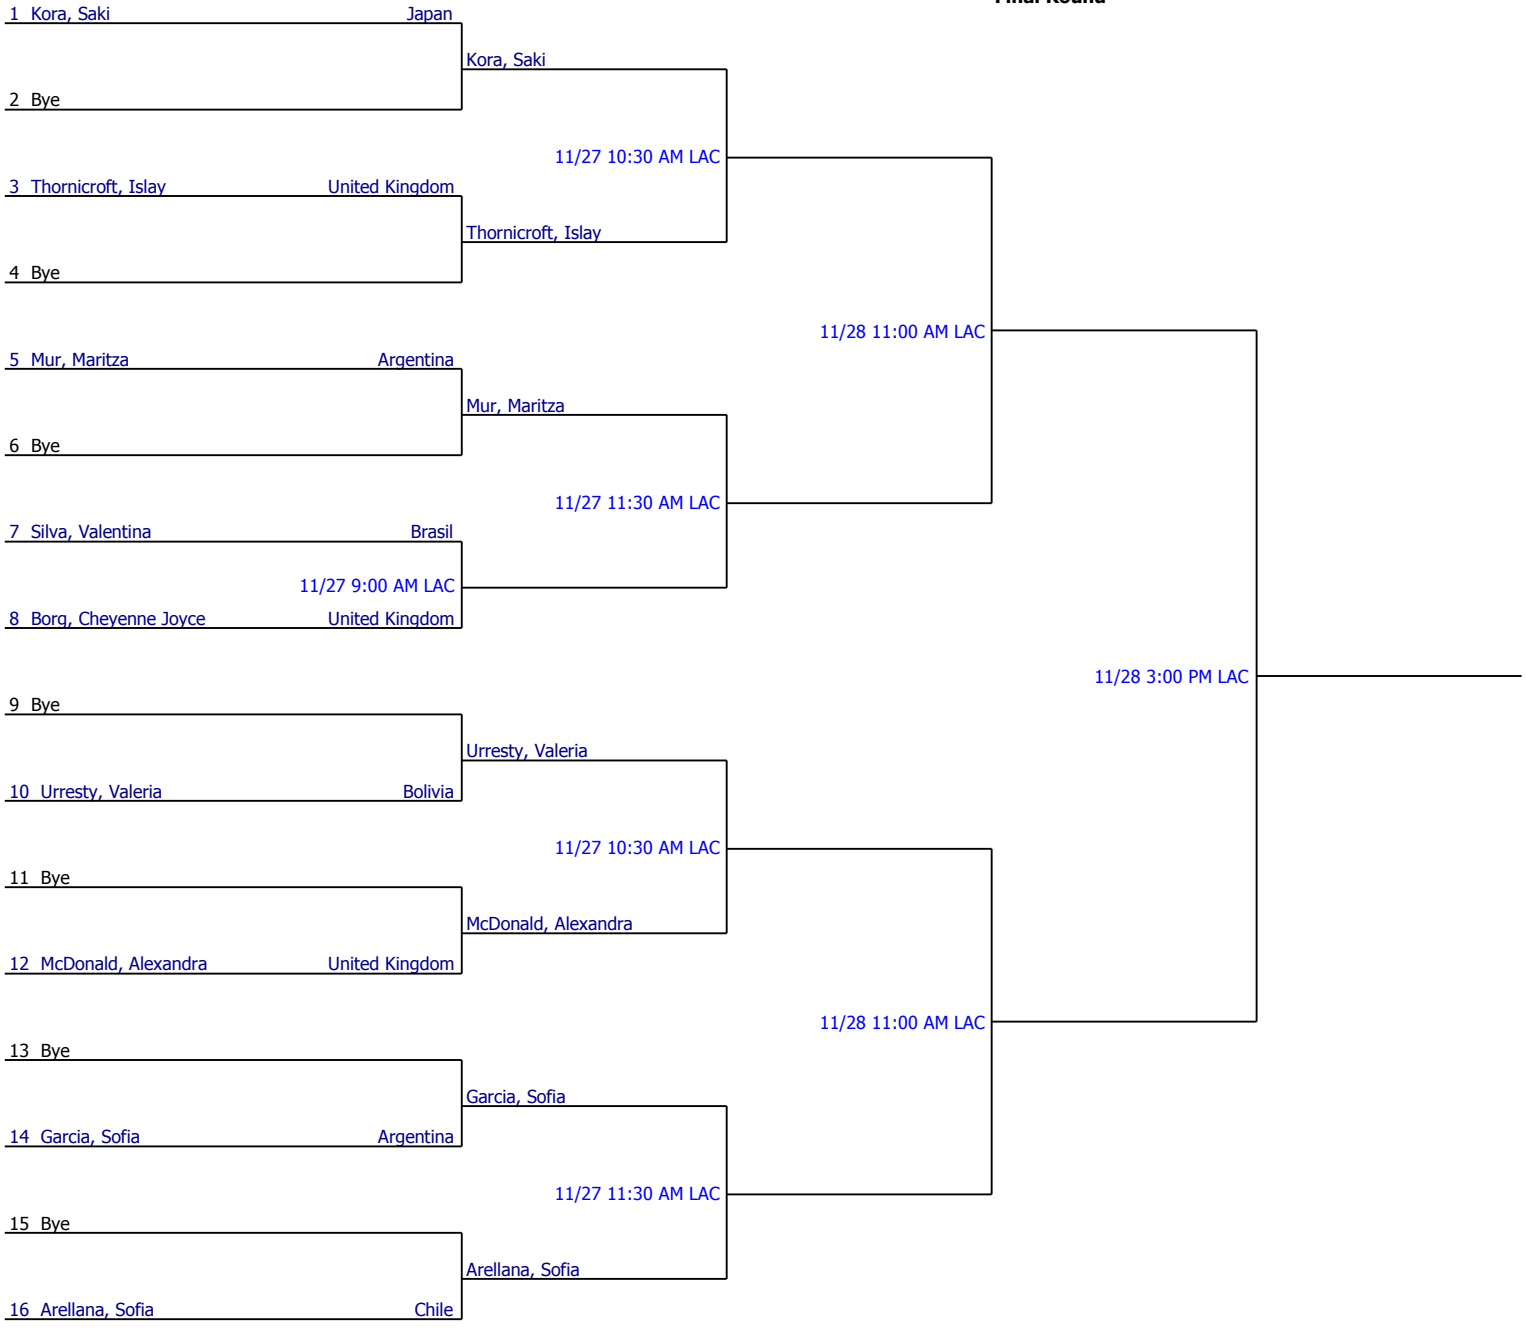 Final Round
1 Kora, Saki Japan
Kora, Saki
2 Bye
11/27 10:30 AM LAC
3 Thornicroft, Islay United Kingdom
Thornicroft, Islay
4 Bye
11/28 11:00 AM LAC
5 Mur, Maritza Argentina
Mur, Maritza
6 Bye
11/27 11:30 AM LAC
7 Silva, Valentina Brasil
11/27 9:00 AM LAC
8 Borg, Cheyenne Joyce United Kingdom
11/28 3:00 PM LAC
9 Bye
Urresty, Valeria
10 Urresty, Valeria Bolivia
11/27 10:30 AM LAC
11 Bye
McDonald, Alexandra
12 McDonald, Alexandra United Kingdom
11/28 11:00 AM LAC
13 Bye
Garcia, Sofia
14 Garcia, Sofia Argentina
11/27 11:30 AM LAC
15 Bye
Arellana, Sofia
16 Arellana, Sofia Chile